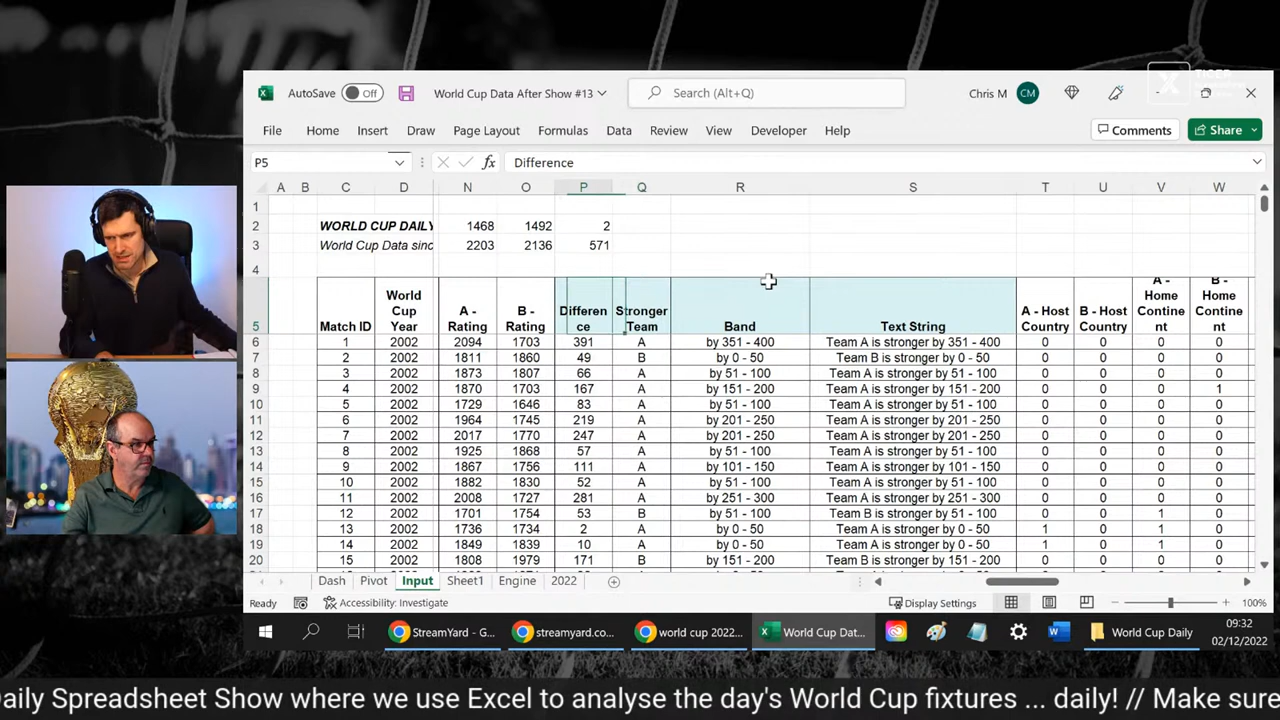 AutoSave Off World Cup Data After Show #13 Search (Alt+Q) Chris M CM
TIGER
File Home Insert Draw Page Layout Formulas Data Review View Developer Help Comments Share
P5 fx Difference
A B C D N O P Q R S T U V W
1
2 WORLD CUP DAILY 1468 1492 2
3 World Cup Data sinc 2203 2136 571
4
5 Match ID World Cup Year A - Rating B - Rating Differen ce Stronger Team Band Text String A - Host Country B - Host Country A - Home Contine nt B - Home Contine nt
6 1 2002 2094 1703 391 A by 351 - 400 Team A is stronger by 351 - 400 0 0 0 0
7 2 2002 1811 1860 49 B by 0 - 50 Team B is stronger by 0 - 50 0 0 0 0
8 3 2002 1873 1807 66 A by 51 - 100 Team A is stronger by 51 - 100 0 0 0 0
9 4 2002 1870 1703 167 A by 151 - 200 Team A is stronger by 151 - 200 0 0 0 1
10 5 2002 1729 1646 83 A by 51 - 100 Team A is stronger by 51 - 100 0 0 0 0
11 6 2002 1964 1745 219 A by 201 - 250 Team A is stronger by 201 - 250 0 0 0 0
12 7 2002 2017 1770 247 A by 201 - 250 Team A is stronger by 201 - 250 0 0 0 0
13 8 2002 1925 1868 57 A by 51 - 100 Team A is stronger by 51 - 100 0 0 0 0
14 9 2002 1867 1756 111 A by 101 - 150 Team A is stronger by 101 - 150 0 0 0 0
15 10 2002 1882 1830 52 A by 51 - 100 Team A is stronger by 51 - 100 0 0 0 0
16 11 2002 2008 1727 281 A by 251 - 300 Team A is stronger by 251 - 300 0 0 0 0
17 12 2002 1701 1754 53 B by 51 - 100 Team B is stronger by 51 - 100 0 0 1 0
18 13 2002 1736 1734 2 A by 0 - 50 Team A is stronger by 0 - 50 1 0 1 0
19 14 2002 1849 1839 10 A by 0 - 50 Team A is stronger by 0 - 50 1 0 1 0
20 15 2002 1808 1979 171 B by 151 - 200 Team B is stronger by 151 - 200 0 0 0 0
Dash Pivot Input Sheet1 Engine 2022
Ready Accessibility: Investigate Display Settings 100%
StreamYard - G... streamyard.co... world cup 2022... World Cup Dat... World Cup Daily 09:32
02/12/2022
Daily Spreadsheet Show where we use Excel to analyse the day's World Cup fixtures ... daily! // Make sure